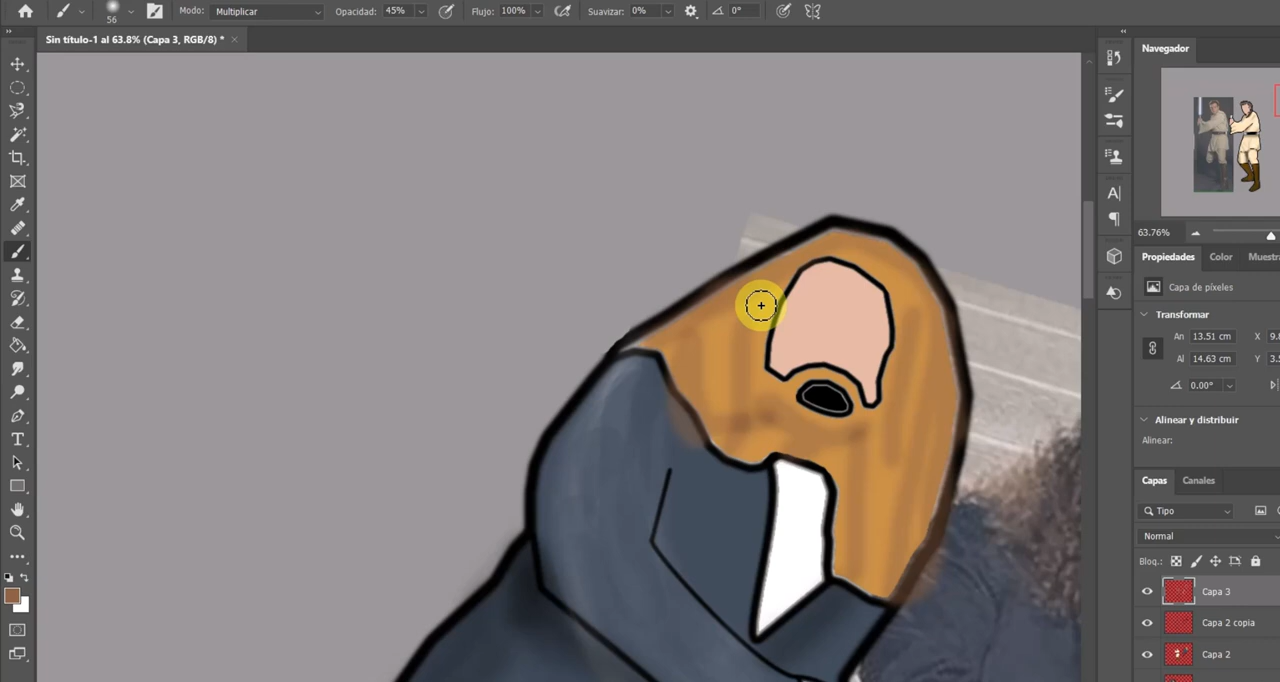 56
Modo:
Multiplicar
Opacidad:
45%
Flujo:
100%
Suavizar:
0%
0°
Sin título-1 al 63.8% (Capa 3, RGB/8) *
Navegador
63.76%
Propiedades
Color
Capa de píxeles
Transformar
An
13.51 cm
X
Al
14.63 cm
Y
0.00°
Alinear y distribuir
Alinear:
Capas
Canales
Tipo
Normal
Bloq.:
Capa 3
Capa 2 copia
Capa 2